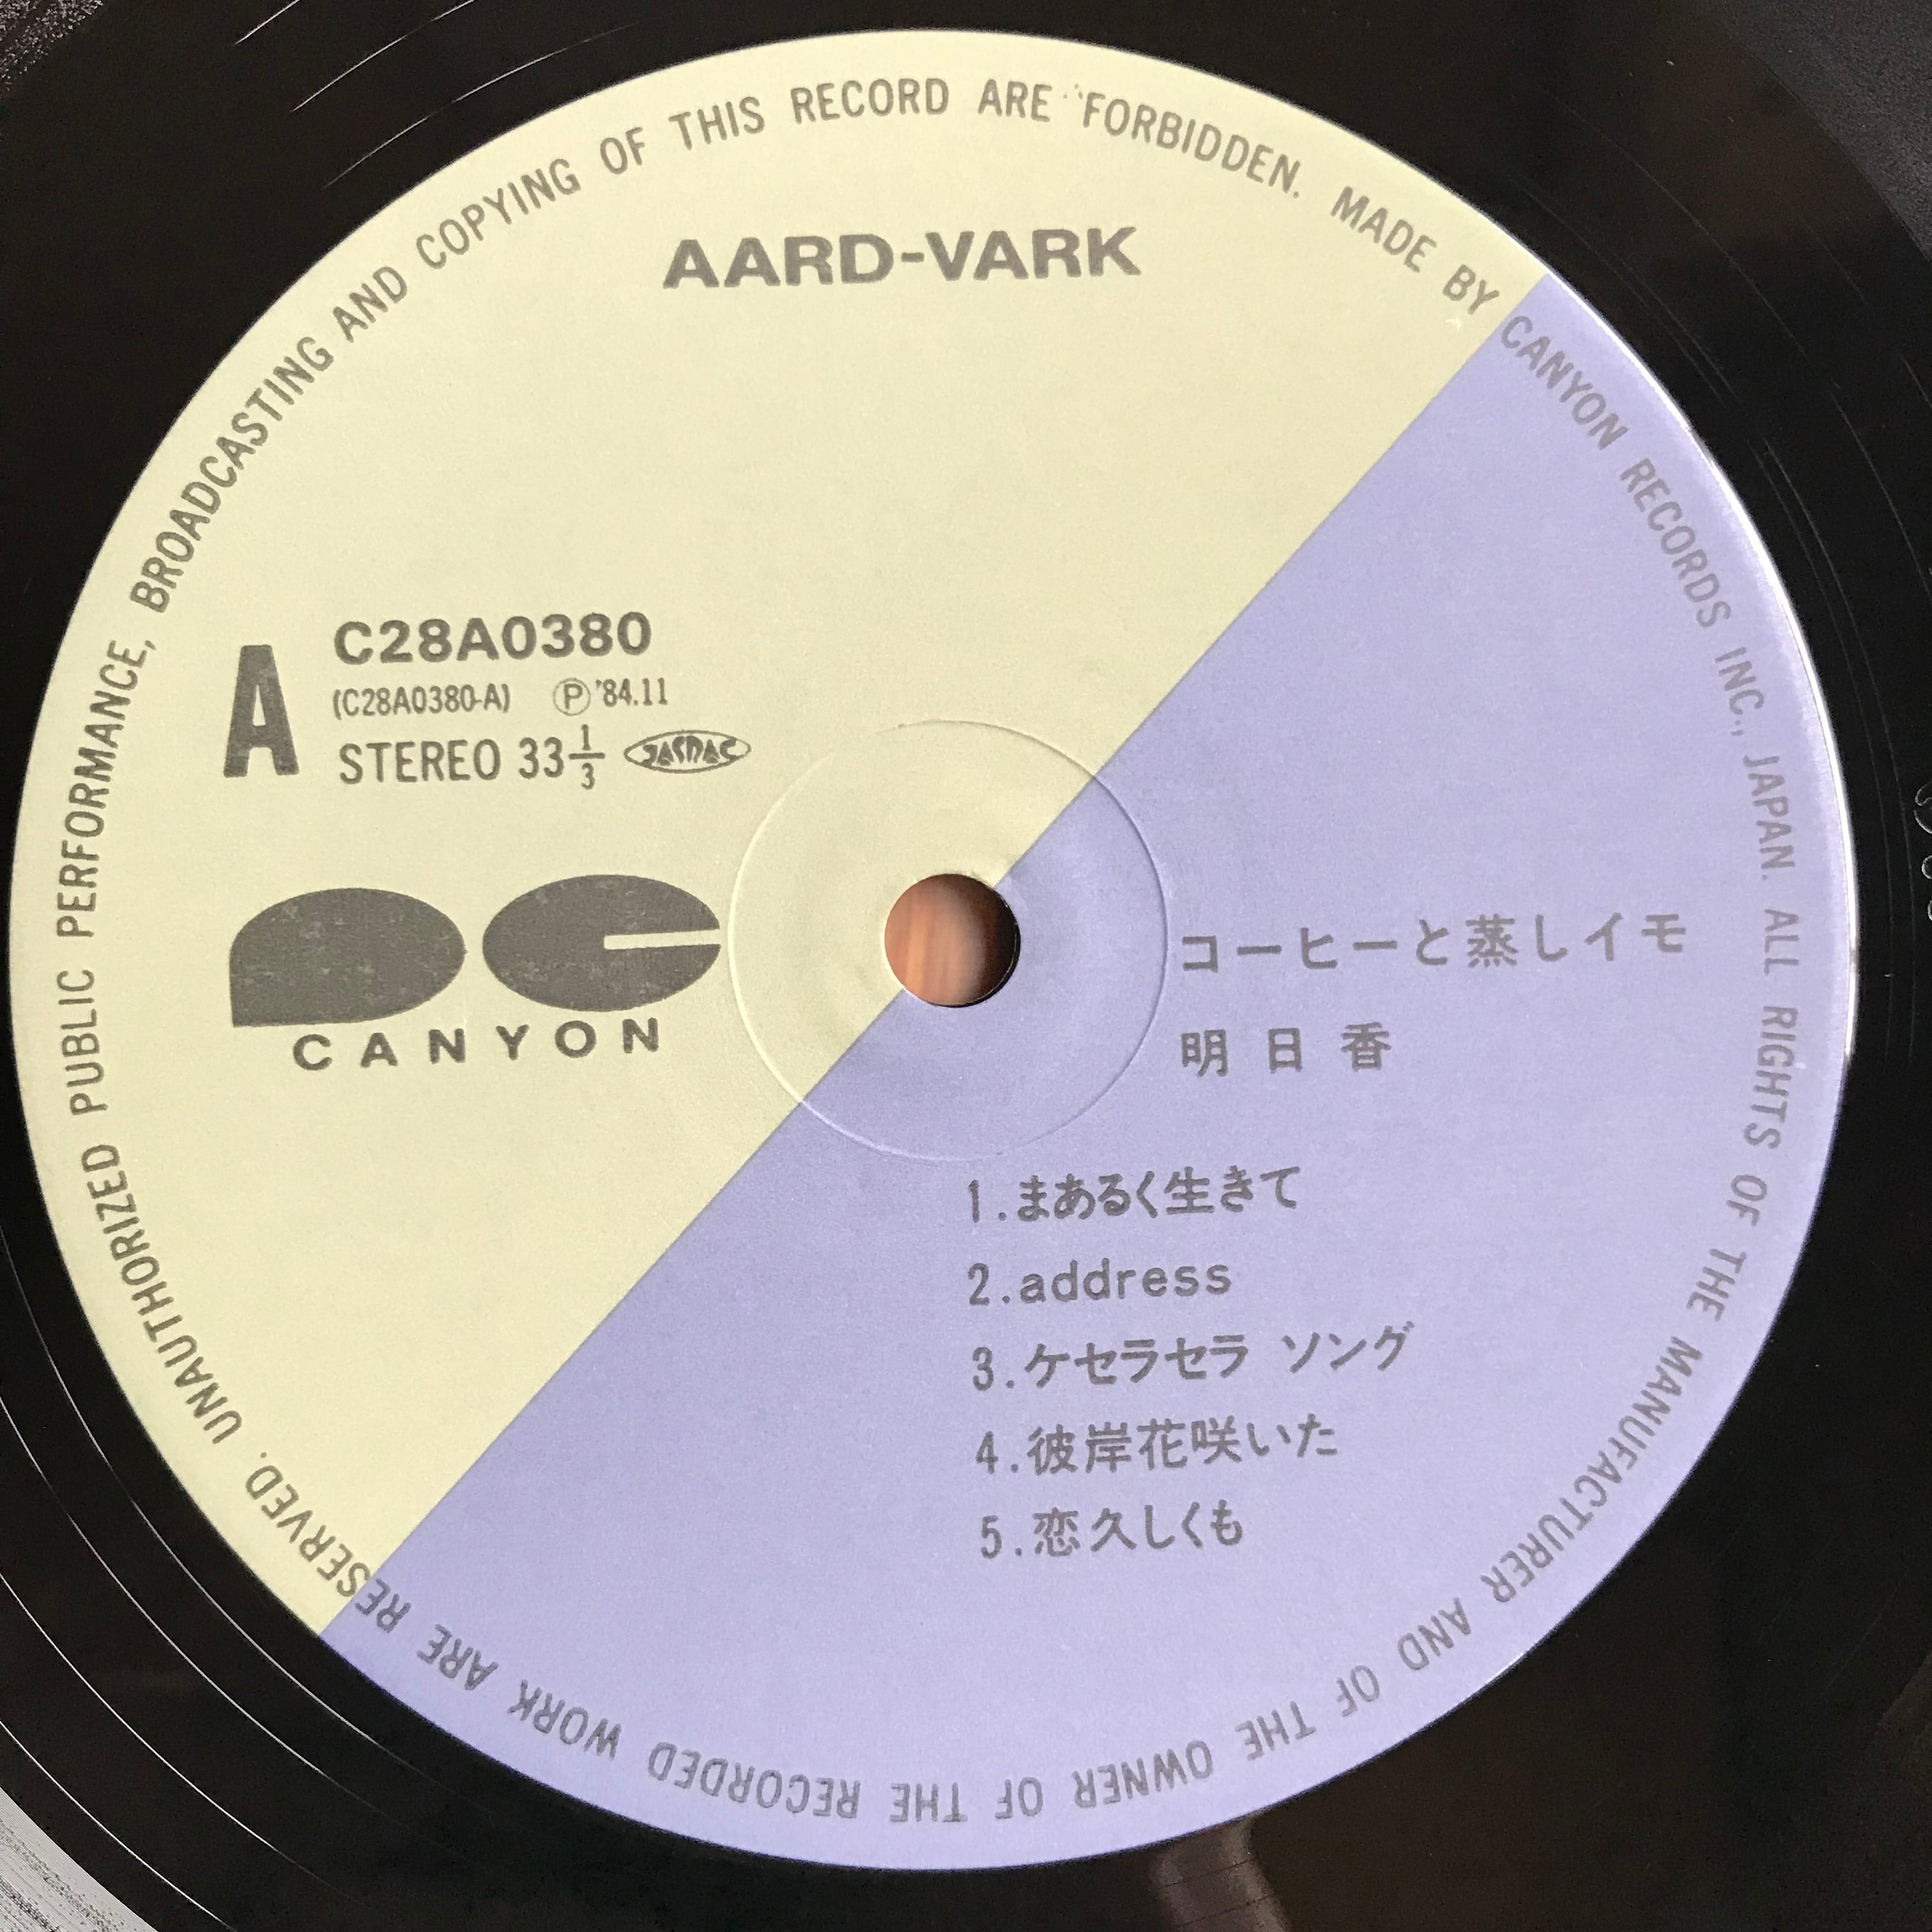 AARD-VARK
A
C28A0380
(C28A0380-A) Ⓟ'84.11
STEREO 33 1/3 JASRAC
CANYON
コーヒーと蒸しイモ
明日香
1.まあるく生きて
2.address
3.ケセラセラ ソング
4.彼岸花咲いた
5.恋久しくも
MADE BY CANYON RECORDS INC., JAPAN. ALL RIGHTS OF THE MANUFACTURER AND OF THE OWNER OF THE RECORDED WORK ARE RESERVED. UNAUTHORIZED PUBLIC PERFORMANCE, BROADCASTING AND COPYING OF THIS RECORD ARE FORBIDDEN.